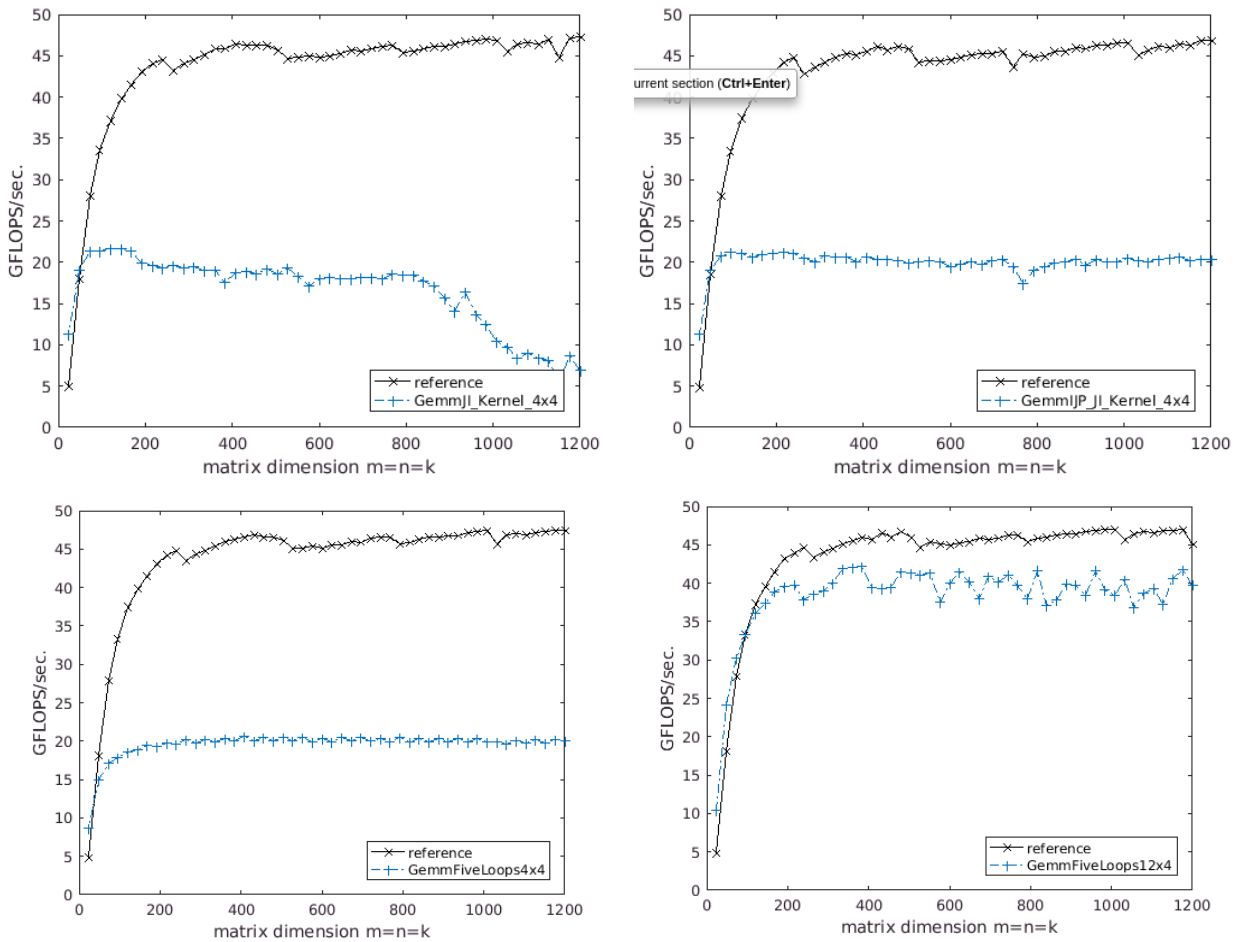 50
45
40
35
30
25
20
15
10
5
0
GFLOPS/sec.
0 200 400 600 800 1000 1200
matrix dimension m=n=k
reference
GemmJI_Kernel_4x4
50
45
40
35
30
25
20
15
10
5
0
GFLOPS/sec.
urrent section (Ctrl+Enter)
0 200 400 600 800 1000 1200
matrix dimension m=n=k
reference
GemmIJP_JI_Kernel_4x4
50
45
40
35
30
25
20
15
10
5
0
GFLOPS/sec.
0 200 400 600 800 1000 1200
matrix dimension m=n=k
reference
GemmFiveLoops4x4
50
45
40
35
30
25
20
15
10
5
0
GFLOPS/sec.
0 200 400 600 800 1000 1200
matrix dimension m=n=k
reference
GemmFiveLoops12x4